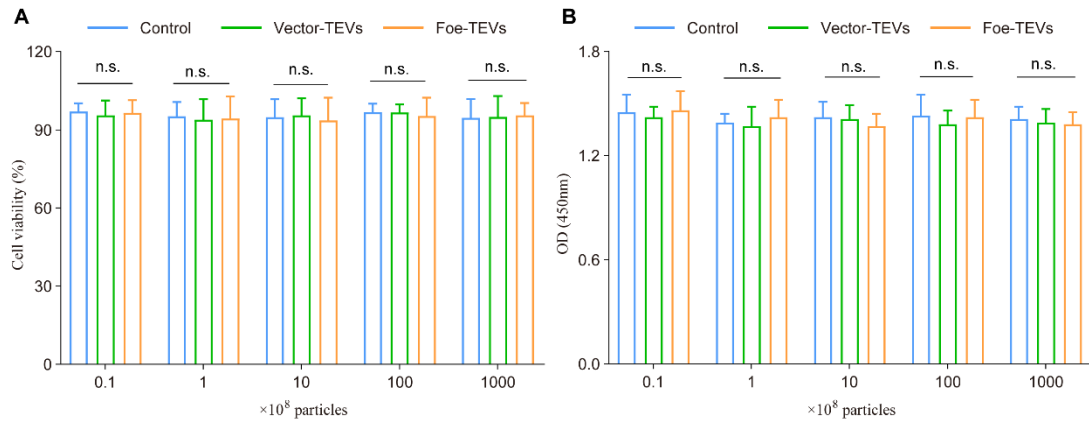 A
Control Vector-TEVs Foe-TEVs
120
90
60
30
0
Cell viability (%)
n.s. n.s. n.s. n.s. n.s.
0.1 1 10 100 1000
×10⁸ particles
B
Control Vector-TEVs Foe-TEVs
1.8
1.2
0.6
0.0
OD (450nm)
n.s. n.s. n.s. n.s. n.s.
0.1 1 10 100 1000
×10⁸ particles